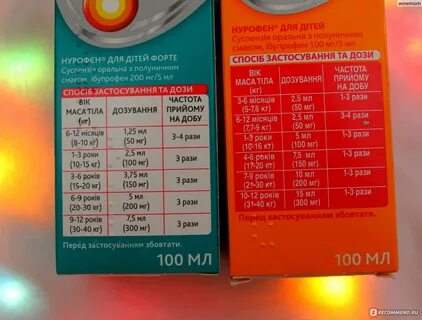 НУРОФЄН® ДЛЯ ДІТЕЙ ФОРТЕ
Суспензія оральна з полуничним
смаком, ібупрофен 200 мг/5 мл
СПОСІБ ЗАСТОСУВАННЯ ТА ДОЗИ
ВІК
МАСА ТІЛА
(кг)
ДОЗУВАННЯ
ЧАСТОТА
ПРИЙОМУ
НА ДОБУ
6-12 місяців
(8-10 кг)
1,25 мл
(50 мг)
3-4 рази
1-3 роки
(10-15 кг)
2,5 мл
(100 мг)
3 рази
3-6 років
(15-20 кг)
3,75 мл
(150 мг)
3 рази
6-9 років
(20-30 кг)
5 мл
(200 мг)
3 рази
9-12 років
(30-40 кг)
7,5 мл
(300 мг)
3 рази
Перед застосуванням збовтати.
100 МЛ
НУРОФЄН® ДЛЯ ДІТЕЙ
Суспензія оральна з полуничним
смаком, ібупрофен 100 мг/5 мл
СПОСІБ ЗАСТОСУВАННЯ ТА ДОЗИ
ВІК
МАСА ТІЛА
(кг)
ДОЗУВАННЯ
ЧАСТОТА
ПРИЙОМУ
НА ДОБУ
3-6 місяців
(5-7,6 кг)
2,5 мл
(50 мг)
1-3 рази
6-12 місяців
(7,7-9 кг)
2,5 мл
(50 мг)
3-4 рази
1-3 роки
(10-16 кг)
5 мл
(100 мг)
1-3 рази
4-6 років
(17-20 кг)
7,5 мл
(150 мг)
1-3 рази
7-9 років
(21-30 кг)
10 мл
(200 мг)
1-3 рази
10-12 років
(31-40 кг)
15 мл
(300 мг)
1-3 рази
Перед застосуванням збовтати.
100 МЛ
wowmom
RECOMMEND.RU